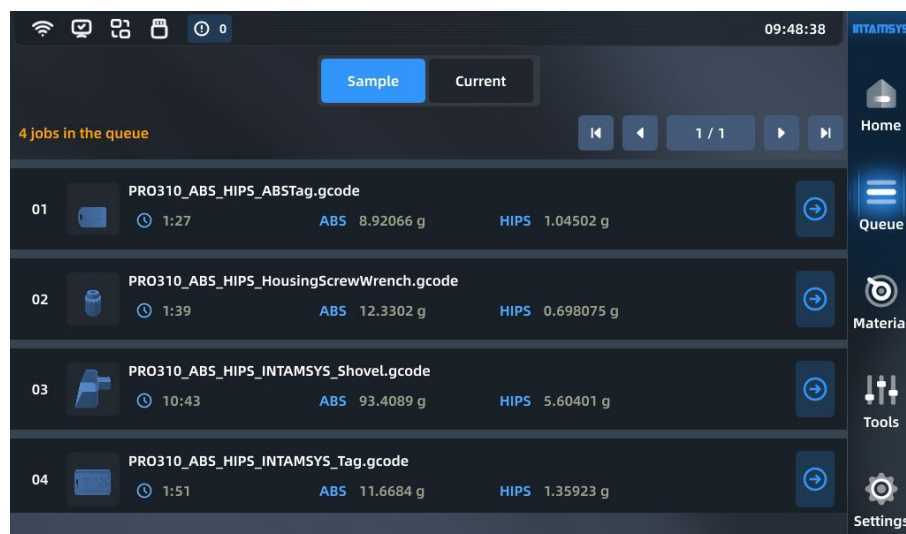 0
09:48:38
INTAMSYS
Sample
Current
4 jobs in the queue
1 / 1
Home
Queue
Materia
Tools
Settings
01
PRO310_ABS_HIPS_ABSTag.gcode
1:27 ABS 8.92066 g HIPS 1.04502 g
02
PRO310_ABS_HIPS_HousingScrewWrench.gcode
1:39 ABS 12.3302 g HIPS 0.698075 g
03
PRO310_ABS_HIPS_INTAMSYS_Shovel.gcode
10:43 ABS 93.4089 g HIPS 5.60401 g
04
PRO310_ABS_HIPS_INTAMSYS_Tag.gcode
1:51 ABS 11.6684 g HIPS 1.35923 g